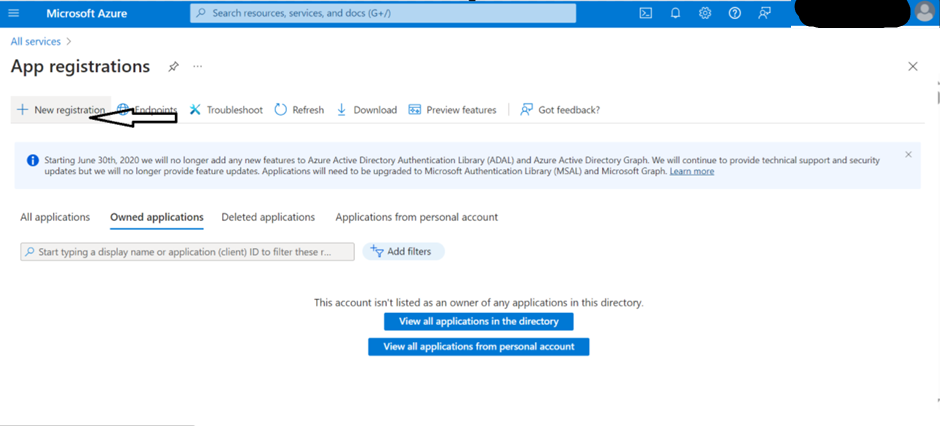 Microsoft Azure
Search resources, services, and docs (G+/)
All services
App registrations
New registration Endpoints Troubleshoot Refresh Download Preview features Got feedback?
Starting June 30th, 2020 we will no longer add any new features to Azure Active Directory Authentication Library (ADAL) and Azure Active Directory Graph. We will continue to provide technical support and security
updates but we will no longer provide feature updates. Applications will need to be upgraded to Microsoft Authentication Library (MSAL) and Microsoft Graph. Learn more
All applications Owned applications Deleted applications Applications from personal account
Start typing a display name or application (client) ID to filter these r...
Add filters
This account isn't listed as an owner of any applications in this directory.
View all applications in the directory
View all applications from personal account